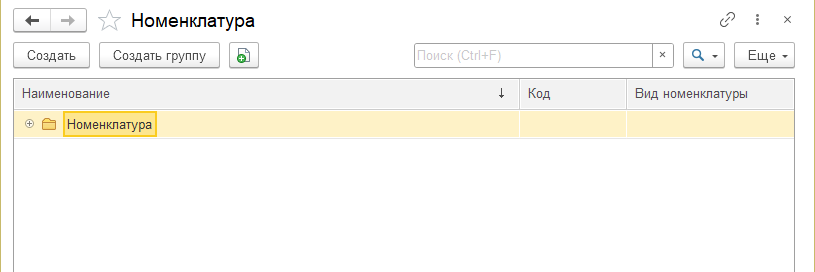 Номенклатура
Создать Создать группу Поиск (Ctrl+F) × Еще
Наименование ↓ Код Вид номенклатуры
Номенклатура